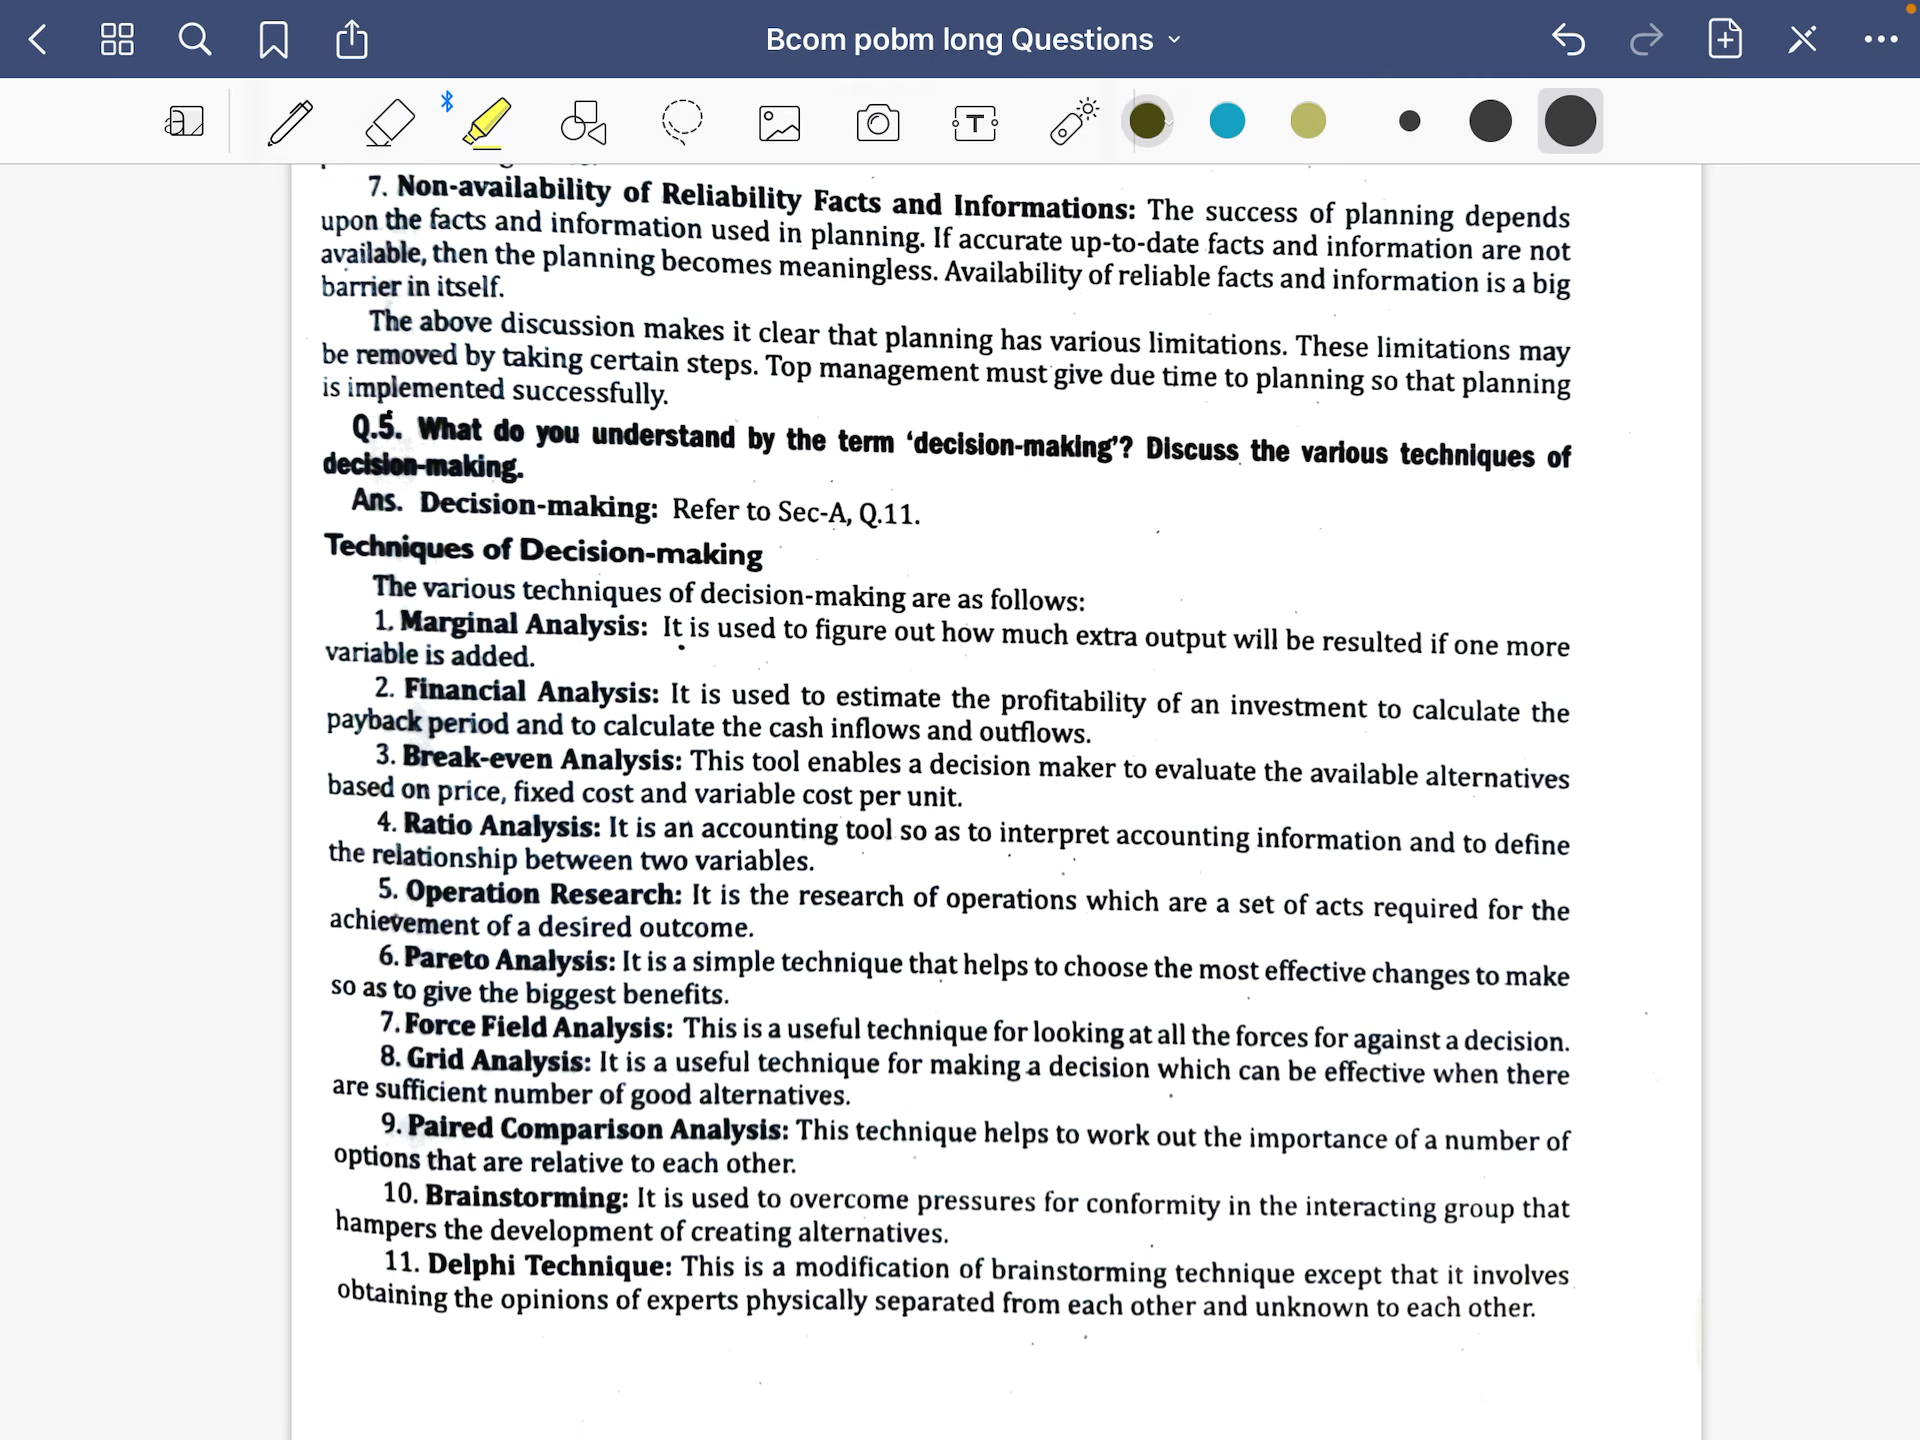 Bcom pobm long Questions
7. Non-availability of Reliability Facts and Informations: The success of planning depends
upon the facts and information used in planning. If accurate up-to-date facts and information are not
available, then the planning becomes meaningless. Availability of reliable facts and information is a big
barrier in itself.
The above discussion makes it clear that planning has various limitations. These limitations may
be removed by taking certain steps. Top management must give due time to planning so that planning
is implemented successfully.
Q.5. What do you understand by the term ‘decision-making’? Discuss the various techniques of
decision-making.
Ans. Decision-making: Refer to Sec-A, Q.11.
Techniques of Decision-making
The various techniques of decision-making are as follows:
1. Marginal Analysis: It is used to figure out how much extra output will be resulted if one more
variable is added.
2. Financial Analysis: It is used to estimate the profitability of an investment to calculate the
payback period and to calculate the cash inflows and outflows.
3. Break-even Analysis: This tool enables a decision maker to evaluate the available alternatives
based on price, fixed cost and variable cost per unit.
4. Ratio Analysis: It is an accounting tool so as to interpret accounting information and to define
the relationship between two variables.
5. Operation Research: It is the research of operations which are a set of acts required for the
achievement of a desired outcome.
6. Pareto Analysis: It is a simple technique that helps to choose the most effective changes to make
so as to give the biggest benefits.
7. Force Field Analysis: This is a useful technique for looking at all the forces for against a decision.
8. Grid Analysis: It is a useful technique for making a decision which can be effective when there
are sufficient number of good alternatives.
9. Paired Comparison Analysis: This technique helps to work out the importance of a number of
options that are relative to each other.
10. Brainstorming: It is used to overcome pressures for conformity in the interacting group that
hampers the development of creating alternatives.
11. Delphi Technique: This is a modification of brainstorming technique except that it involves
obtaining the opinions of experts physically separated from each other and unknown to each other.